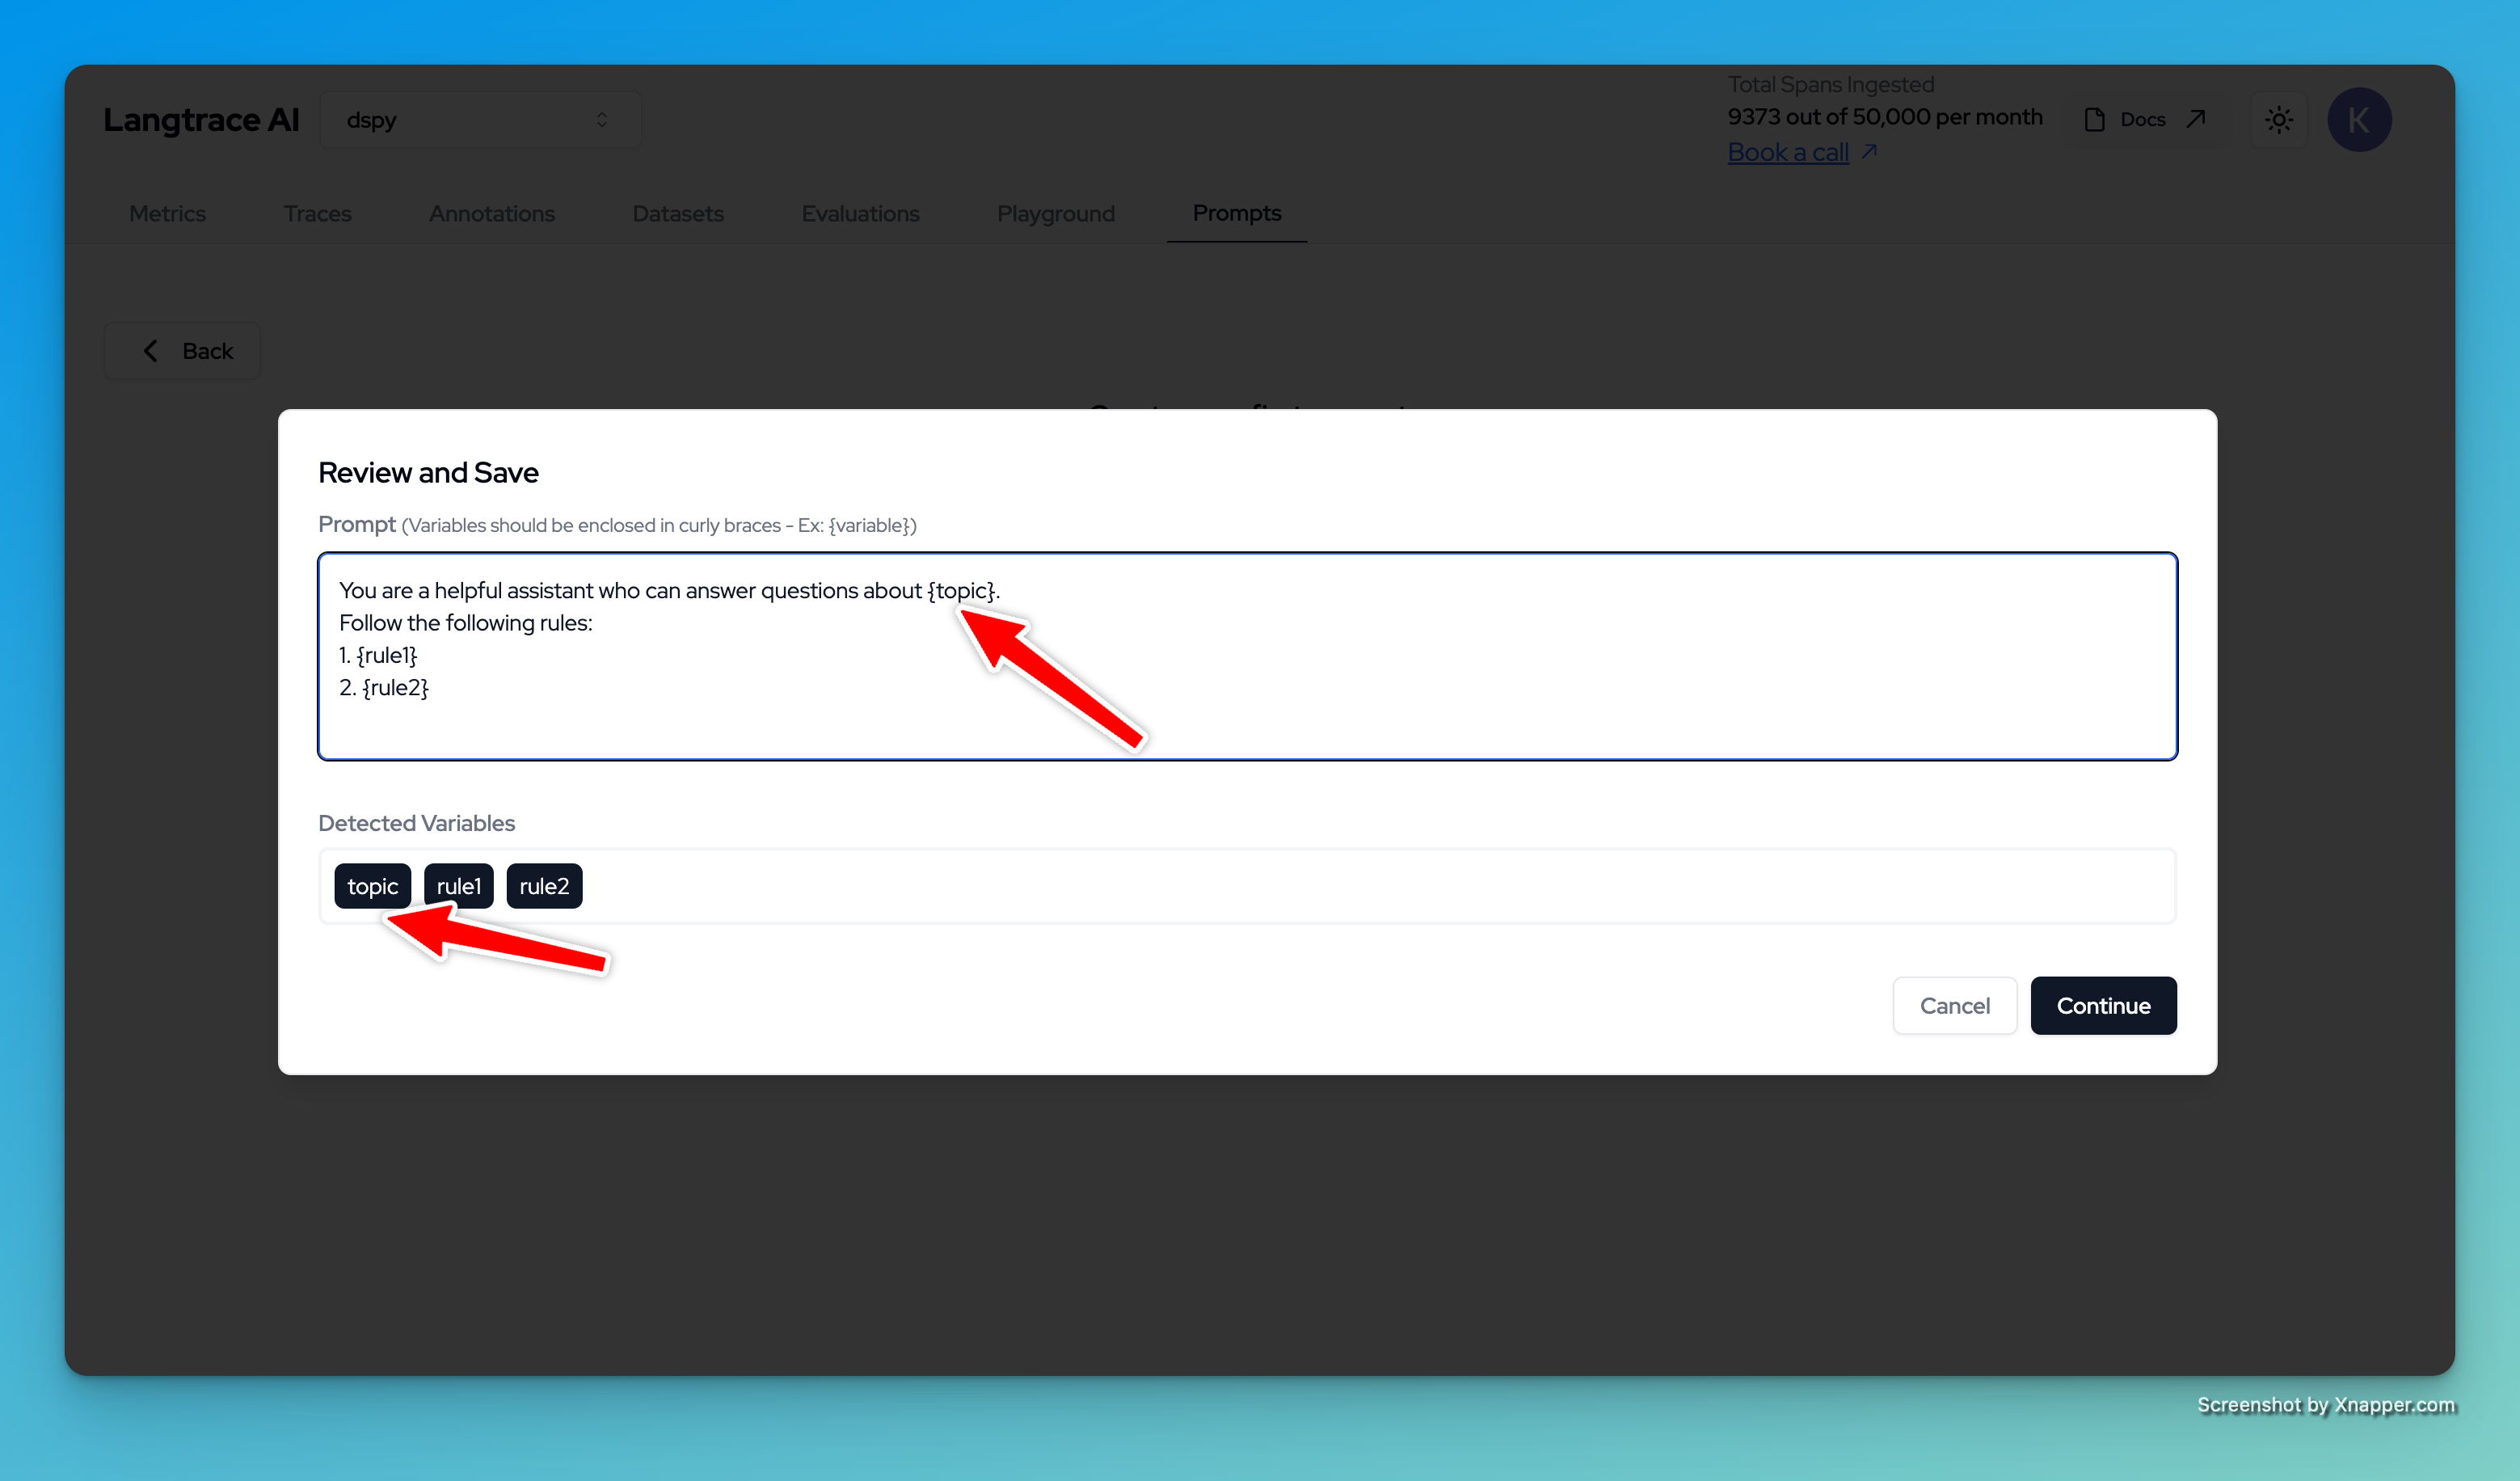 Langtrace AI
dspy
Total Spans Ingested
9373 out of 50,000 per month
Book a call
Docs
K
Metrics
Traces
Annotations
Datasets
Evaluations
Playground
Prompts
Back
Review and Save
Prompt (Variables should be enclosed in curly braces - Ex: {variable})
You are a helpful assistant who can answer questions about {topic}.
Follow the following rules:
1. {rule1}
2. {rule2}
Detected Variables
topic
rule1
rule2
Cancel
Continue
Screenshot by Xnapper.com